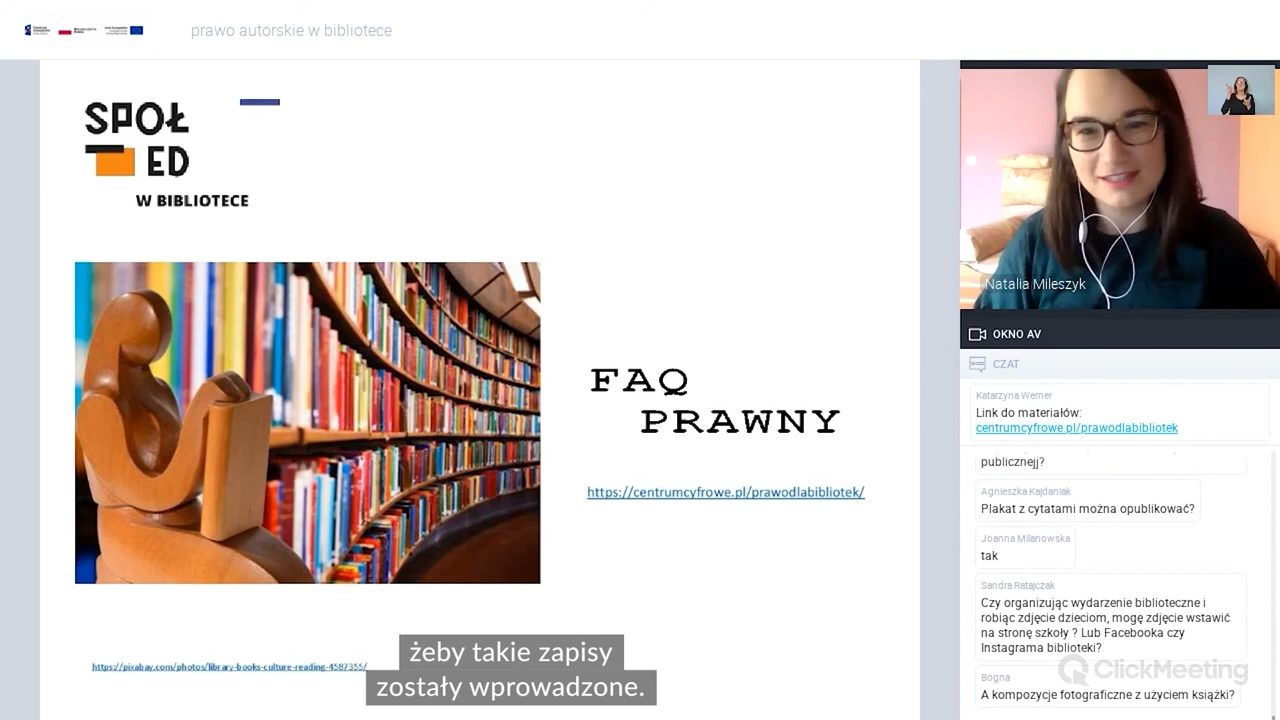 prawo autorskie w bibliotece
SPOŁ
ED
W BIBLIOTECE
FAQ
PRAWNY
https://centrumcyfrowe.pl/prawodlabibliotek/
https://pixabay.com/photos/library-books-culture-reading-4587355/
żeby takie zapisy
zostały wprowadzone.
Natalia Mileszyk
OKNO AV
CZAT
Katarzyna Werner
Link do materiałów:
centrumcyfrowe.pl/prawodlabibliotek
publicznejj?
Agnieszka Kajdaniak
Plakat z cytatami można opublikować?
Joanna Milanowska
tak
Sandra Ratajczak
Czy organizując wydarzenie biblioteczne i
robiąc zdjęcie dzieciom, mogę zdjęcie wstawić
na stronę szkoły ? Lub Facebooka czy
Instagrama biblioteki?
ClickMeeting
Bogna
A kompozycje fotograficzne z użyciem książki?